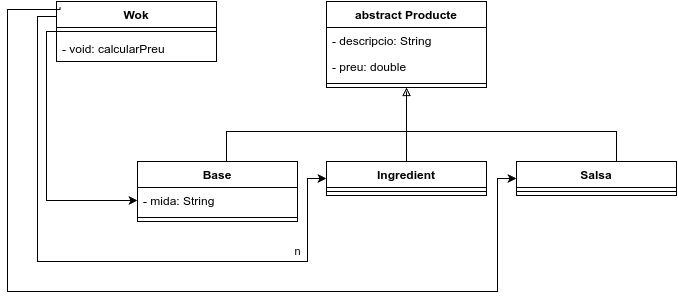 Wok
- void: calcularPreu
abstract Producte
- descripcio: String
- preu: double
Base
- mida: String
Ingredient
Salsa
n